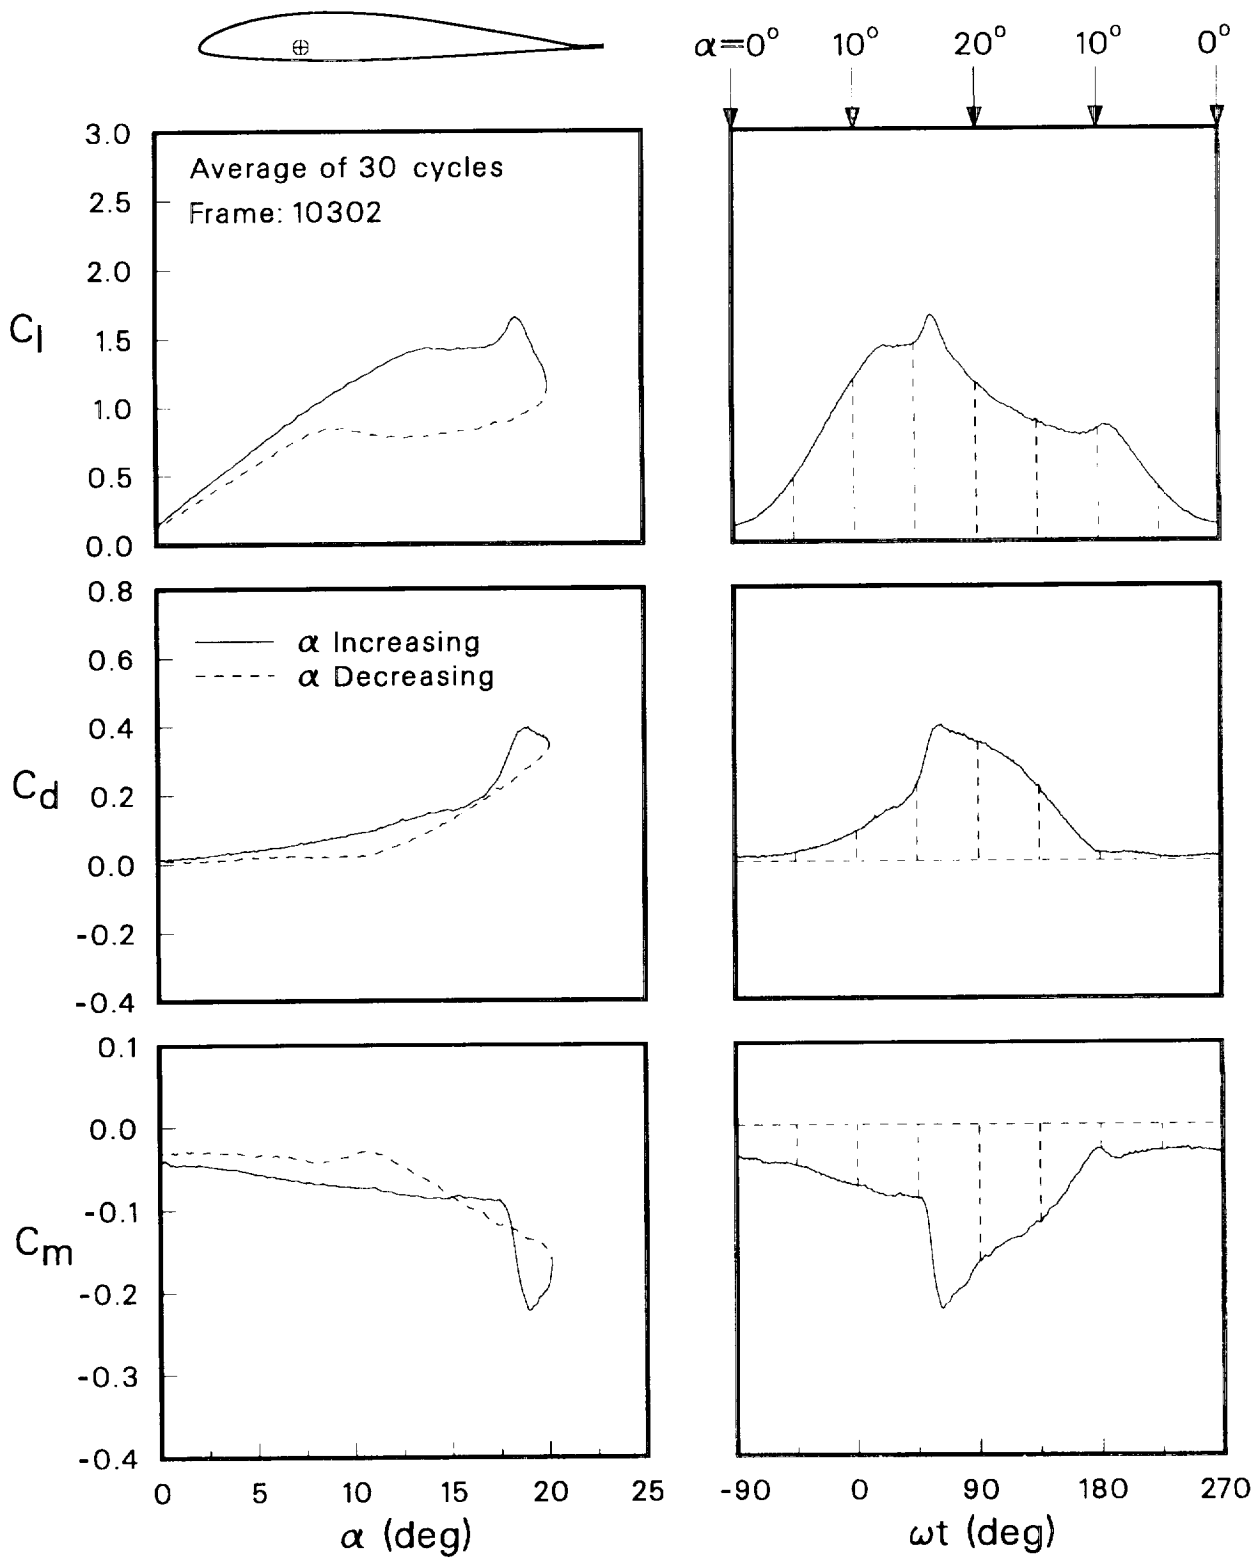 α=0° 10° 20° 10° 0°
3.0
2.5
2.0
1.5
1.0
0.5
0.0
Cl
Average of 30 cycles
Frame: 10302
0.8
0.6
0.4
0.2
0.0
-0.2
-0.4
Cd
α Increasing
α Decreasing
0.1
0.0
-0.1
-0.2
-0.3
-0.4
Cm
0 5 10 15 20 25
α (deg)
-90 0 90 180 270
ωt (deg)